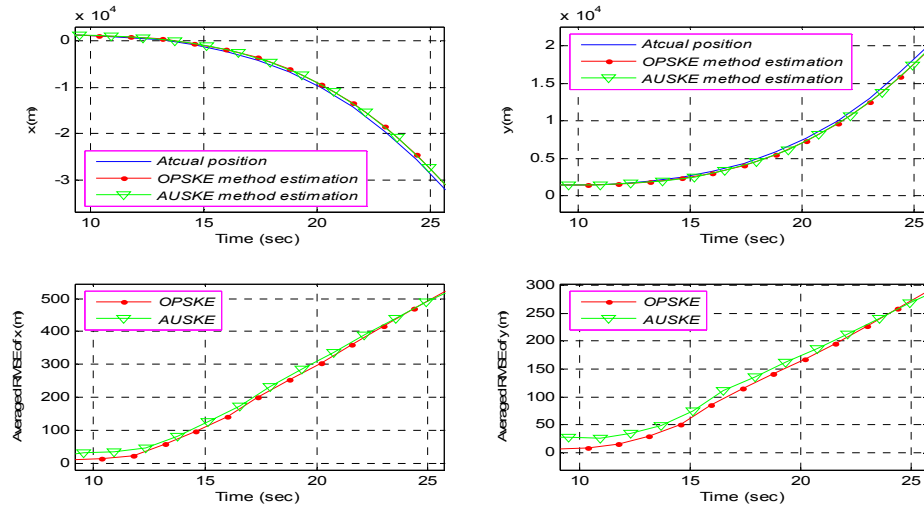 x 10^4
0
-1
-2
-3
x(m)
Atcual position
OPSKE method estimation
AUSKE method estimation
10
15
20
25
Time (sec)
x 10^4
2
1.5
1
0.5
0
y(m)
Atcual position
OPSKE method estimation
AUSKE method estimation
10
15
20
25
Time (sec)
500
400
300
200
100
0
Averaged RMSE of x(m)
OPSKE
AUSKE
10
15
20
25
Time (sec)
300
250
200
150
100
50
0
Averaged RMSE of y(m)
OPSKE
AUSKE
10
15
20
25
Time (sec)